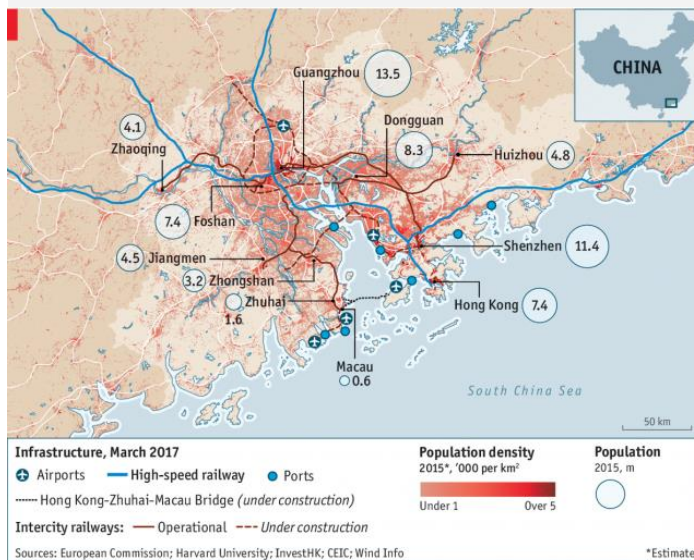 Guangzhou
13.5
CHINA
Dongguan
4.1
Zhaoqing
8.3
Huizhou
4.8
7.4
Foshan
Shenzhen
11.4
4.5
Jiangmen
3.2
Zhongshan
Zhuhai
1.6
Hong Kong
7.4
Macau
0.6
South China Sea
50 km
Infrastructure, March 2017
Airports
High-speed railway
Ports
Hong Kong-Zhuhai-Macau Bridge (under construction)
Intercity railways:
Operational
Under construction
Population density
2015*, '000 per km²
Under 1
Over 5
Population
2015, m
Sources: European Commission; Harvard University; InvestHK; CEIC; Wind Info
*Estimate